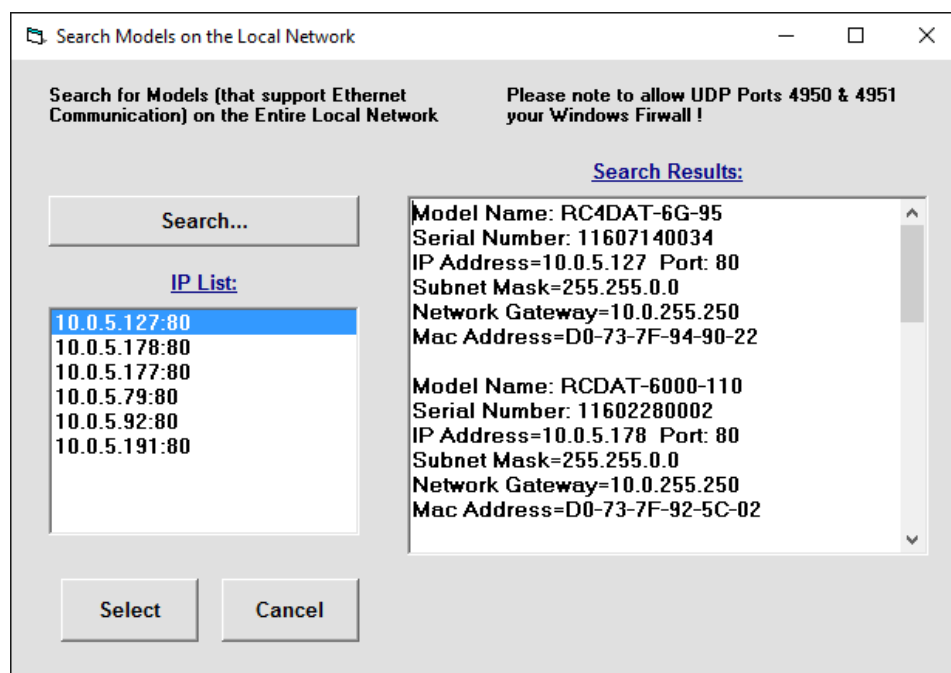 Search Models on the Local Network
Search for Models (that support Ethernet
Communication) on the Entire Local Network
Please note to allow UDP Ports 4950 & 4951
your Windows Firwall !
Search...
IP List:
10.0.5.127:80
10.0.5.178:80
10.0.5.177:80
10.0.5.79:80
10.0.5.92:80
10.0.5.191:80
Select
Cancel
Search Results:
Model Name: RC4DAT-6G-95
Serial Number: 11607140034
IP Address=10.0.5.127  Port: 80
Subnet Mask=255.255.0.0
Network Gateway=10.0.255.250
Mac Address=D0-73-7F-94-90-22
Model Name: RCDAT-6000-110
Serial Number: 11602280002
IP Address=10.0.5.178  Port: 80
Subnet Mask=255.255.0.0
Network Gateway=10.0.255.250
Mac Address=D0-73-7F-92-5C-02